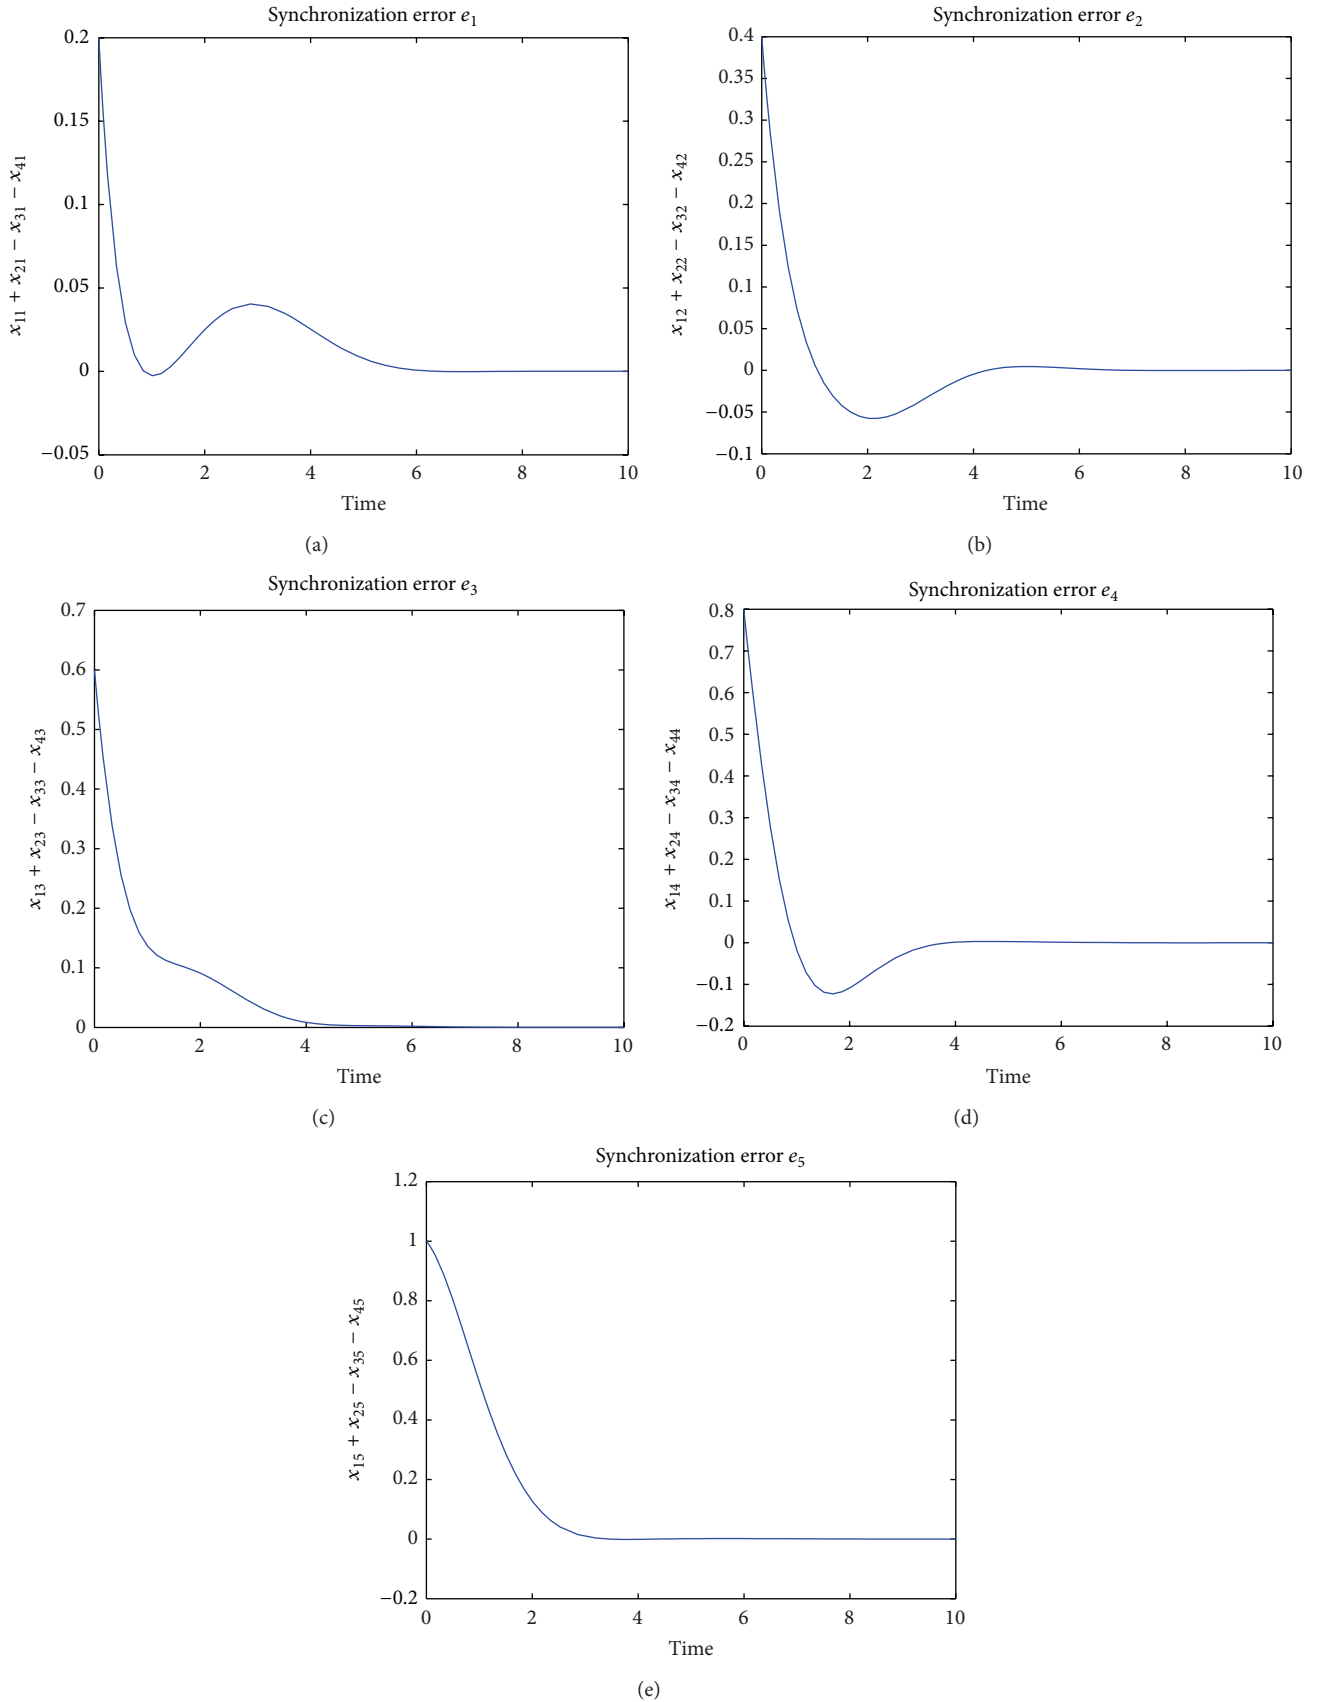 Synchronization error e₁
0.2
0.15
0.1
0.05
0
−0.05
0 2 4 6 8 10
x₁₁ + x₂₁ − x₃₁ − x₄₁
Time
(a)
Synchronization error e₂
0.4
0.35
0.3
0.25
0.2
0.15
0.1
0.05
0
−0.05
−0.1
0 2 4 6 8 10
x₁₂ + x₂₂ − x₃₂ − x₄₂
Time
(b)
Synchronization error e₃
0.7
0.6
0.5
0.4
0.3
0.2
0.1
0
0 2 4 6 8 10
x₁₃ + x₂₃ − x₃₃ − x₄₃
Time
(c)
Synchronization error e₄
0.8
0.7
0.6
0.5
0.4
0.3
0.2
0.1
0
−0.1
−0.2
0 2 4 6 8 10
x₁₄ + x₂₄ − x₃₄ − x₄₄
Time
(d)
Synchronization error e₅
1.2
1
0.8
0.6
0.4
0.2
0
−0.2
0 2 4 6 8 10
x₁₅ + x₂₅ − x₃₅ − x₄₅
Time
(e)